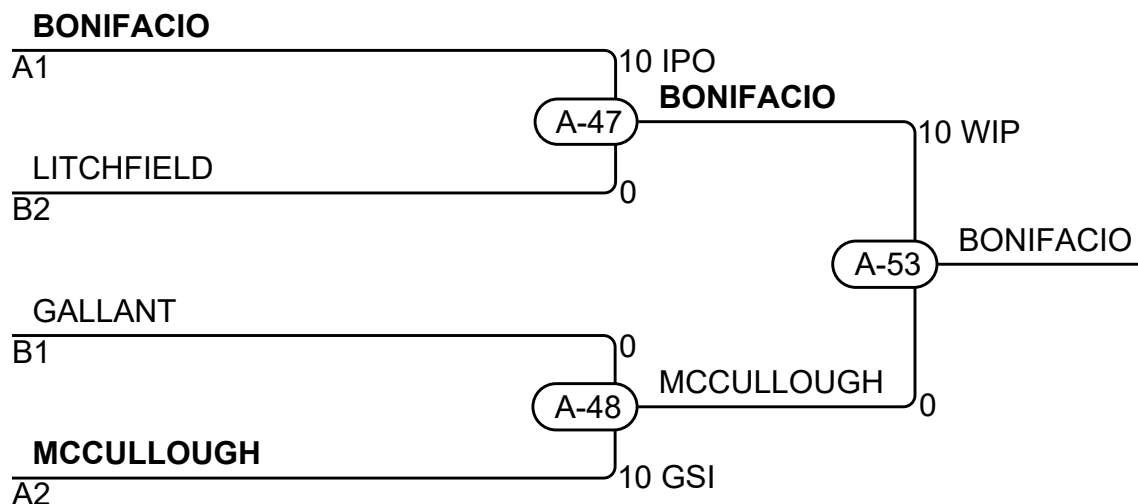 BONIFACIO
A1
10 IPO
BONIFACIO
A-47
10 WIP
LITCHFIELD
B2
0
A-53
BONIFACIO
GALLANT
B1
0
MCCULLOUGH
A-48
0
MCCULLOUGH
A2
10 GSI